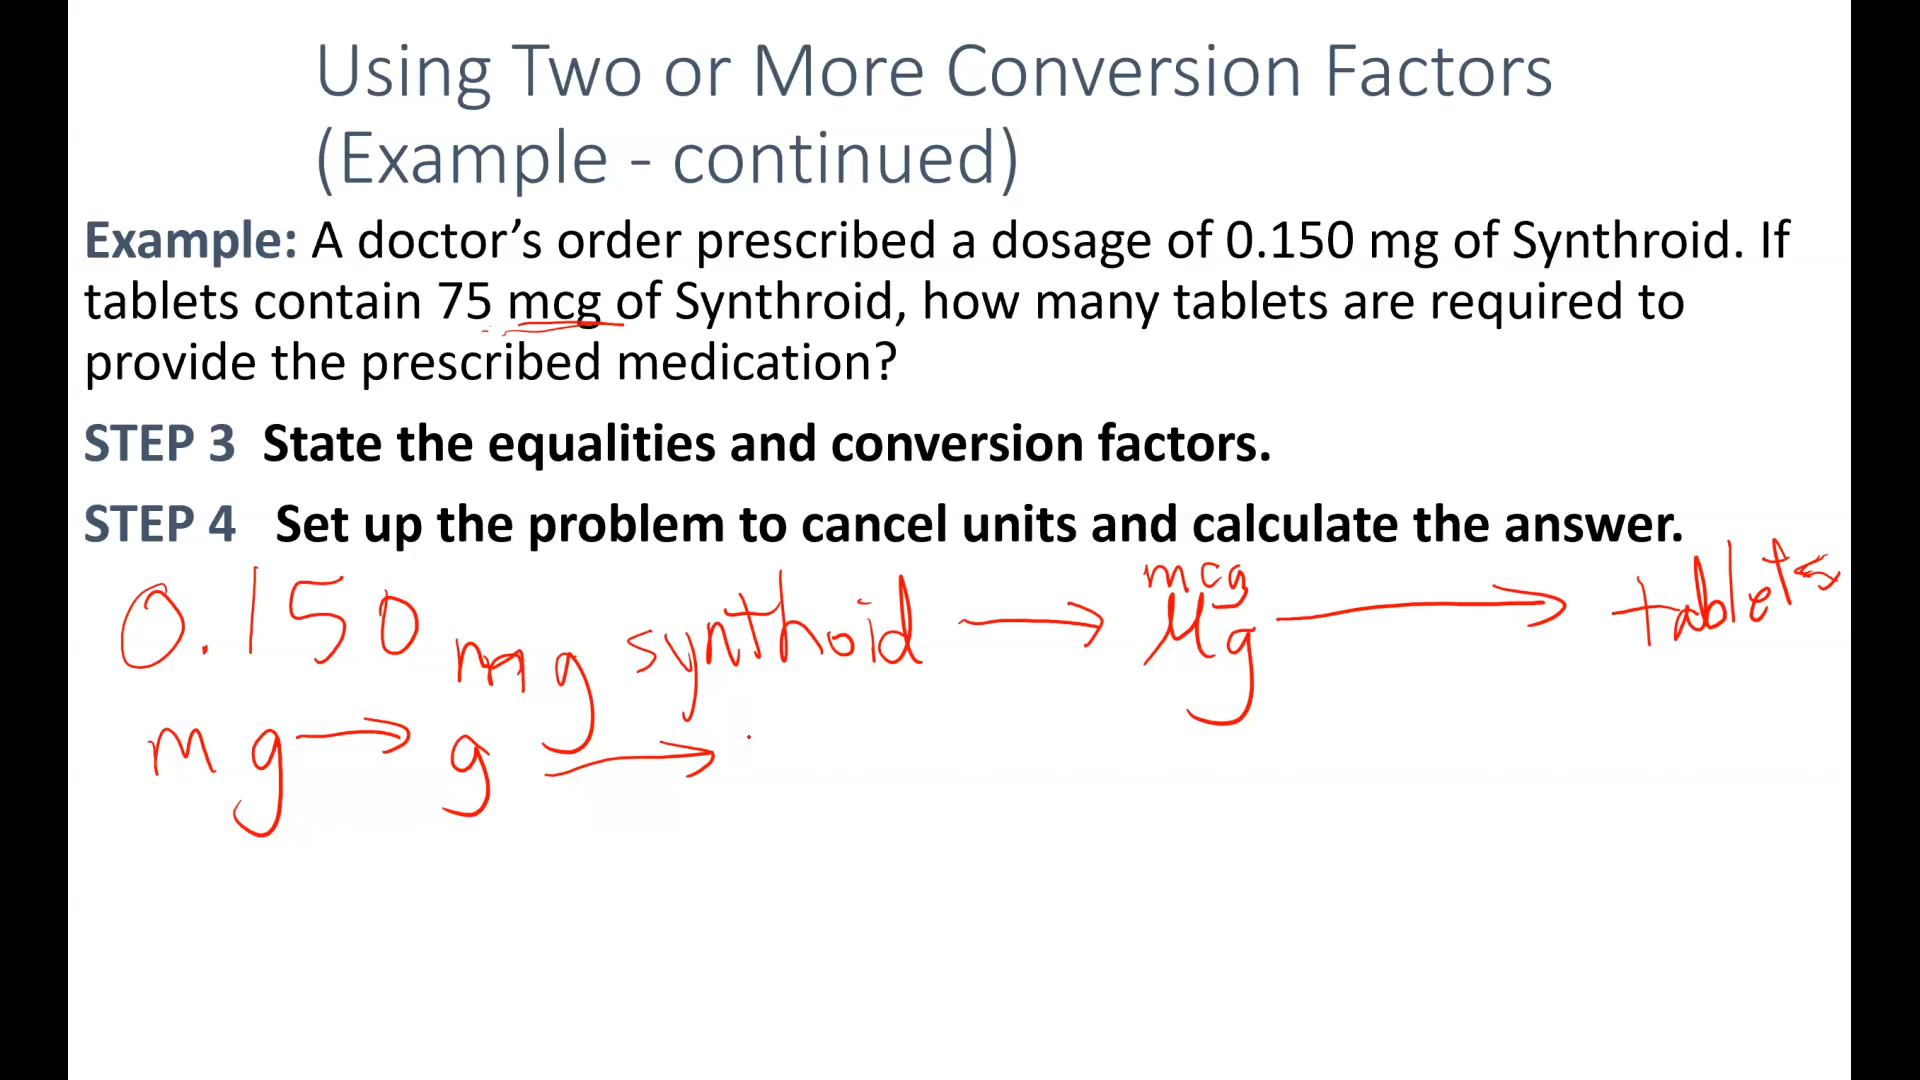 Using Two or More Conversion Factors
(Example - continued)
Example: A doctor’s order prescribed a dosage of 0.150 mg of Synthroid. If
tablets contain 75 mcg of Synthroid, how many tablets are required to
provide the prescribed medication?
STEP 3 State the equalities and conversion factors.
STEP 4 Set up the problem to cancel units and calculate the answer.
mcg
0.150 mg synthoid → μg → tablets
mg → g →